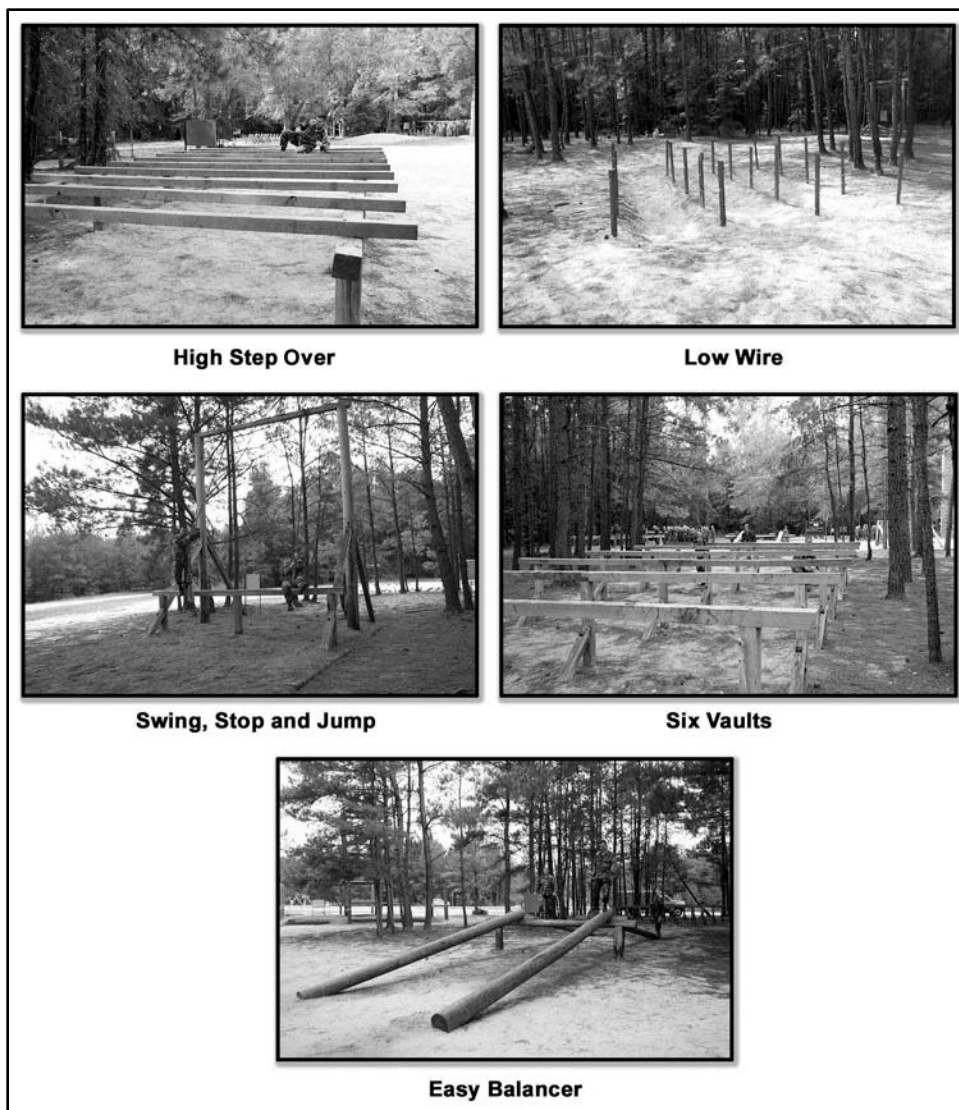 High Step Over
Low Wire
Swing, Stop and Jump
Six Vaults
Easy Balancer